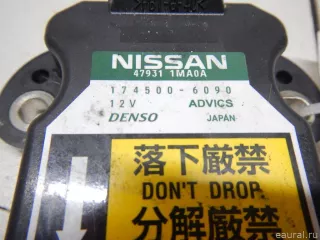 NISSAN
47931 1MA0A
174500-6090
12V ADVICS
DENSO JAPAN
落下厳禁
DON'T DROP
分解厳禁
© eaural.ru